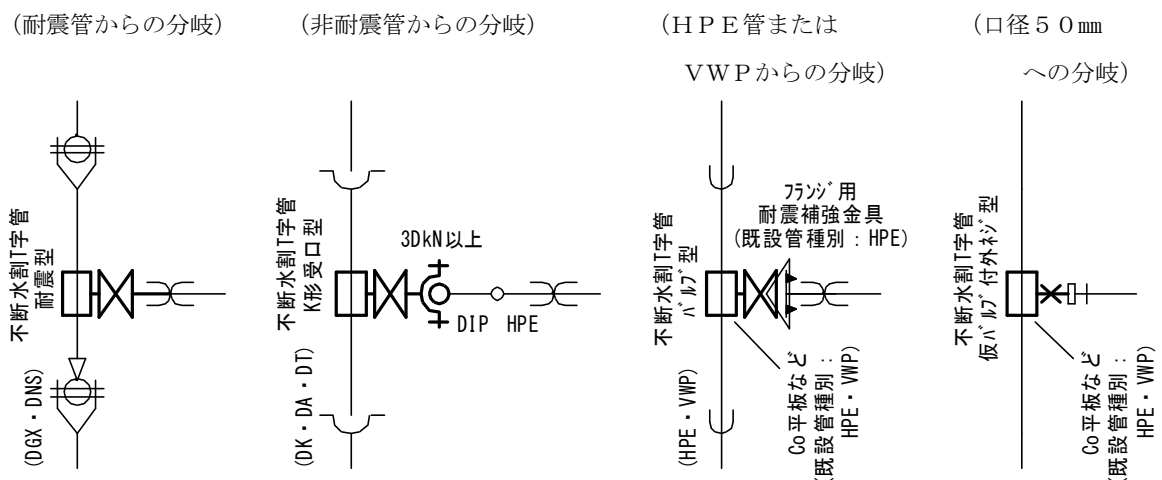 (耐震管からの分岐)
(非耐震管からの分岐)
(ＨＰＥ管または
ＶＷＰからの分岐)
(口径５０㎜
への分岐)
不断水割T字管
耐震型
(DGX・DNS)
不断水割T字管
K形受口型
(DK・DA・DT)
3DkN以上
DIP HPE
不断水割T字管
ﾊﾞﾙﾌﾞ型
(HPE・VWP)
ﾌﾗﾝｼﾞ用
耐震補強金具
(既設管種別：HPE)
Co平板など
(既設管種別：
HPE・VWP)
不断水割T字管
仮ﾊﾞﾙﾌﾞ付外ﾈｼﾞ型
Co平板など
(既設管種別：
HPE・VWP)